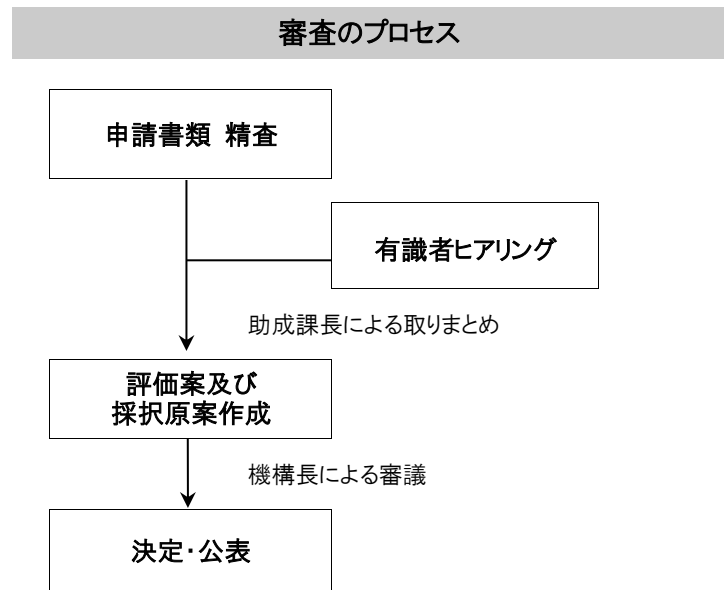 審査のプロセス
申請書類 精査
有識者ヒアリング
助成課長による取りまとめ
評価案及び
採択原案作成
機構長による審議
決定・公表